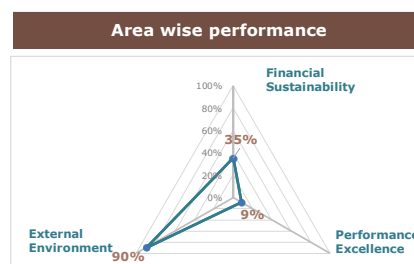 Area wise performance
Financial
Sustainability
100%
80%
60%
40%
35%
20%
0%
9%
External
Environment
90%
Performance
Excellence